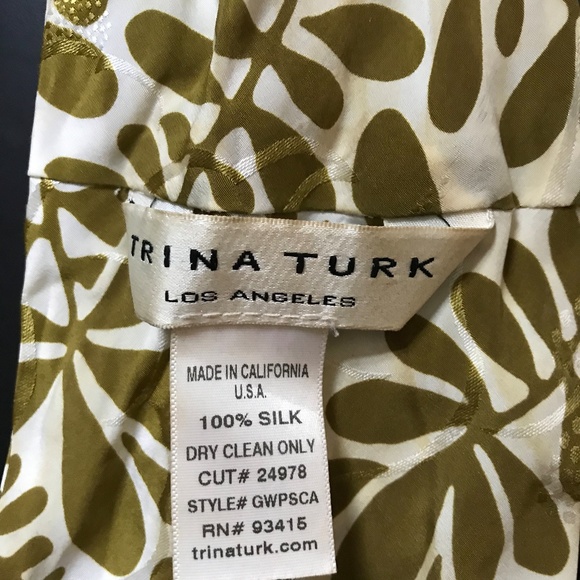 TRINA TURK
LOS ANGELES
MADE IN CALIFORNIA
U.S.A.
100% SILK
DRY CLEAN ONLY
CUT# 24978
STYLE# GWPSCA
RN# 93415
trinaturk.com